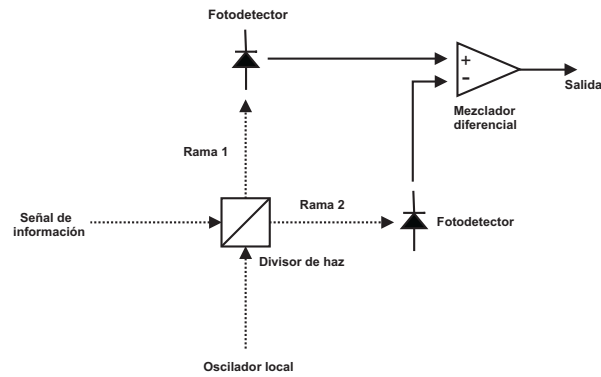 Fotodetector
+
-
Salida
Mezclador
diferencial
Rama 1
Rama 2
Señal de
información
Fotodetector
Divisor de haz
Oscilador local